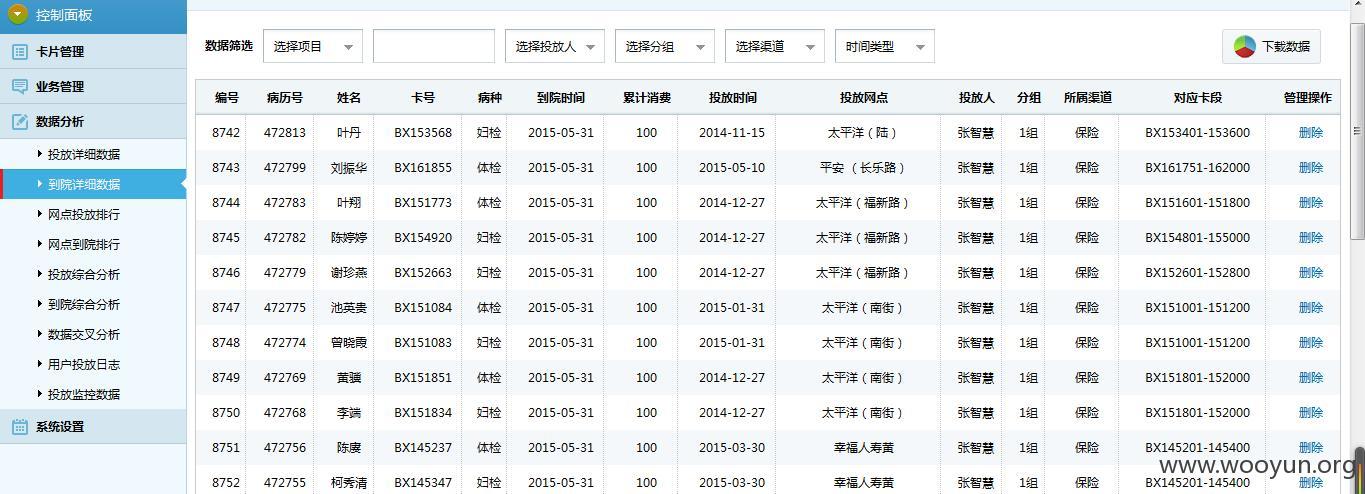 控制面板
卡片管理
业务管理
数据分析
投放详细数据
到院详细数据
网点投放排行
网点到院排行
投放综合分析
到院综合分析
数据交叉分析
用户投放日志
投放监控数据
系统设置
数据筛选 选择项目 选择投放人 选择分组 选择渠道 时间类型 下载数据
编号 病历号 姓名 卡号 病种 到院时间 累计消费 投放时间 投放网点 投放人 分组 所属渠道 对应卡段 管理操作
8742 472813 叶丹 BX153568 妇检 2015-05-31 100 2014-11-15 太平洋（陆） 张智慧 1组 保险 BX153401-153600 删除
8743 472799 刘振华 BX161855 体检 2015-05-31 100 2015-05-10 平安 （长乐路） 张智慧 1组 保险 BX161751-162000 删除
8744 472783 叶翔 BX151773 体检 2015-05-31 100 2014-12-27 太平洋（福新路） 张智慧 1组 保险 BX151601-151800 删除
8745 472782 陈婷婷 BX154920 妇检 2015-05-31 100 2014-12-27 太平洋（福新路） 张智慧 1组 保险 BX154801-155000 删除
8746 472779 谢珍燕 BX152663 妇检 2015-05-31 100 2014-12-27 太平洋（福新路） 张智慧 1组 保险 BX152601-152800 删除
8747 472775 池英贵 BX151084 体检 2015-05-31 100 2015-01-31 太平洋（南街） 张智慧 1组 保险 BX151001-151200 删除
8748 472774 曾晓霞 BX151083 妇检 2015-05-31 100 2015-01-31 太平洋（南街） 张智慧 1组 保险 BX151001-151200 删除
8749 472769 黄骥 BX151851 体检 2015-05-31 100 2014-12-27 太平洋（南街） 张智慧 1组 保险 BX151801-152000 删除
8750 472768 李端 BX151834 妇检 2015-05-31 100 2014-12-27 太平洋（南街） 张智慧 1组 保险 BX151801-152000 删除
8751 472756 陈 BX145237 体检 2015-05-31 100 2015-03-30 幸福人寿黄 张智慧 1组 保险 BX145201-145400 删除
8752 472755 柯秀清 BX145347 妇检 2015-05-31 100 2015-03-30 幸福人寿黄 张智慧 1组 保险 BX145201-145400 删除
www.wooyun.org